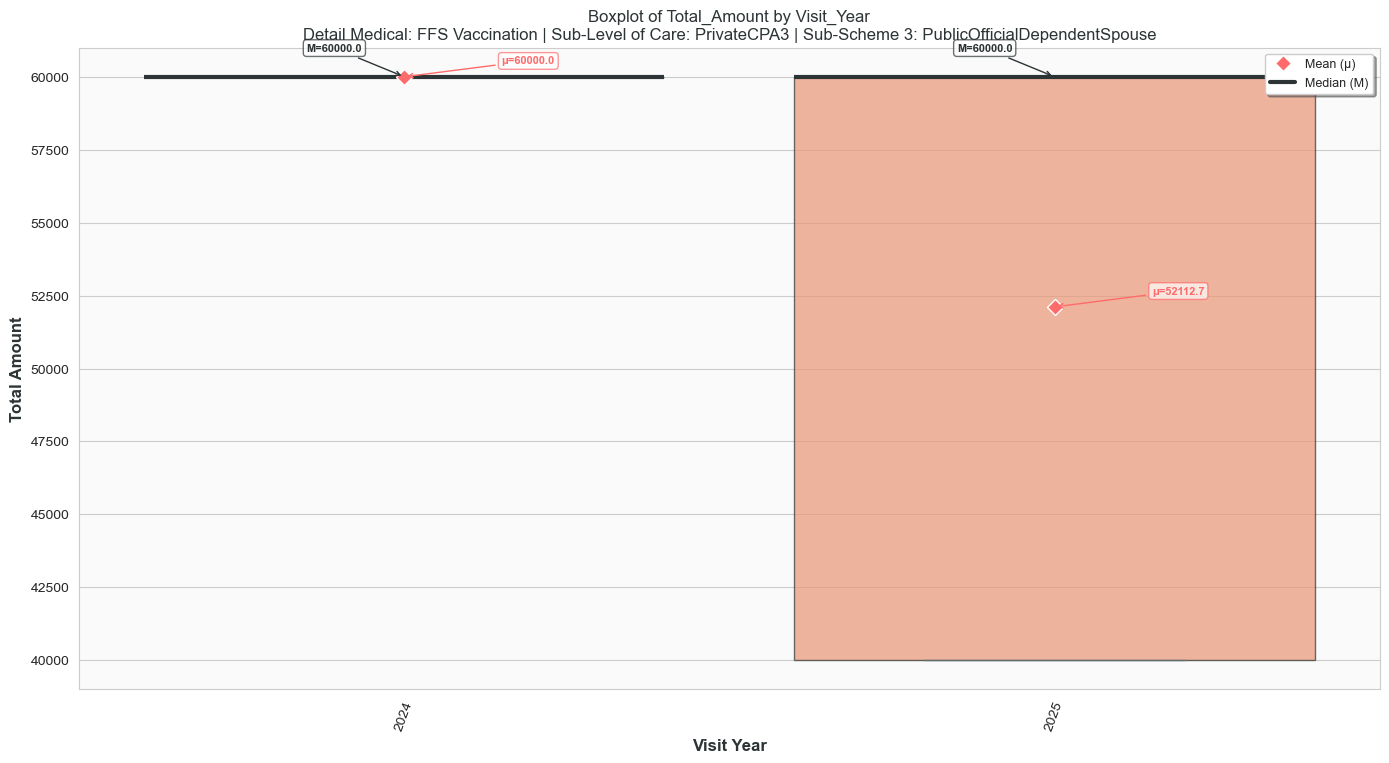 Boxplot of Total_Amount by Visit_Year
Detail Medical: FFS Vaccination | Sub-Level of Care: PrivateCPA3 | Sub-Scheme 3: PublicOfficialDependentSpouse
M=60000.0
μ=60000.0
M=60000.0
Mean (μ)
Median (M)
60000
57500
55000
52500
50000
47500
45000
42500
40000
μ=52112.7
Total Amount
2024
2025
Visit Year